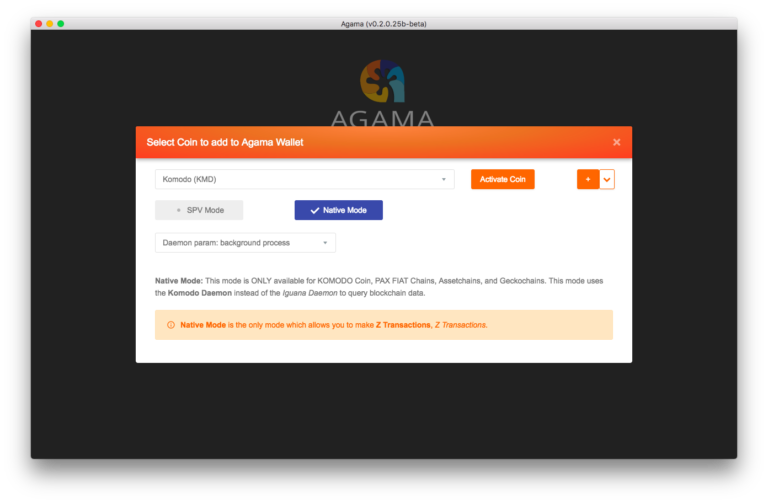 Agama (v0.2.0.25b-beta)
AGAMA
Select Coin to add to Agama Wallet
Komodo (KMD)
Activate Coin
+
SPV Mode
Native Mode
Daemon param: background process
Native Mode: This mode is ONLY available for KOMODO Coin, PAX FIAT Chains, Assetchains, and Geckochains. This mode uses
the Komodo Daemon instead of the Iguana Daemon to query blockchain data.
Native Mode is the only mode which allows you to make Z Transactions, Z Transactions.